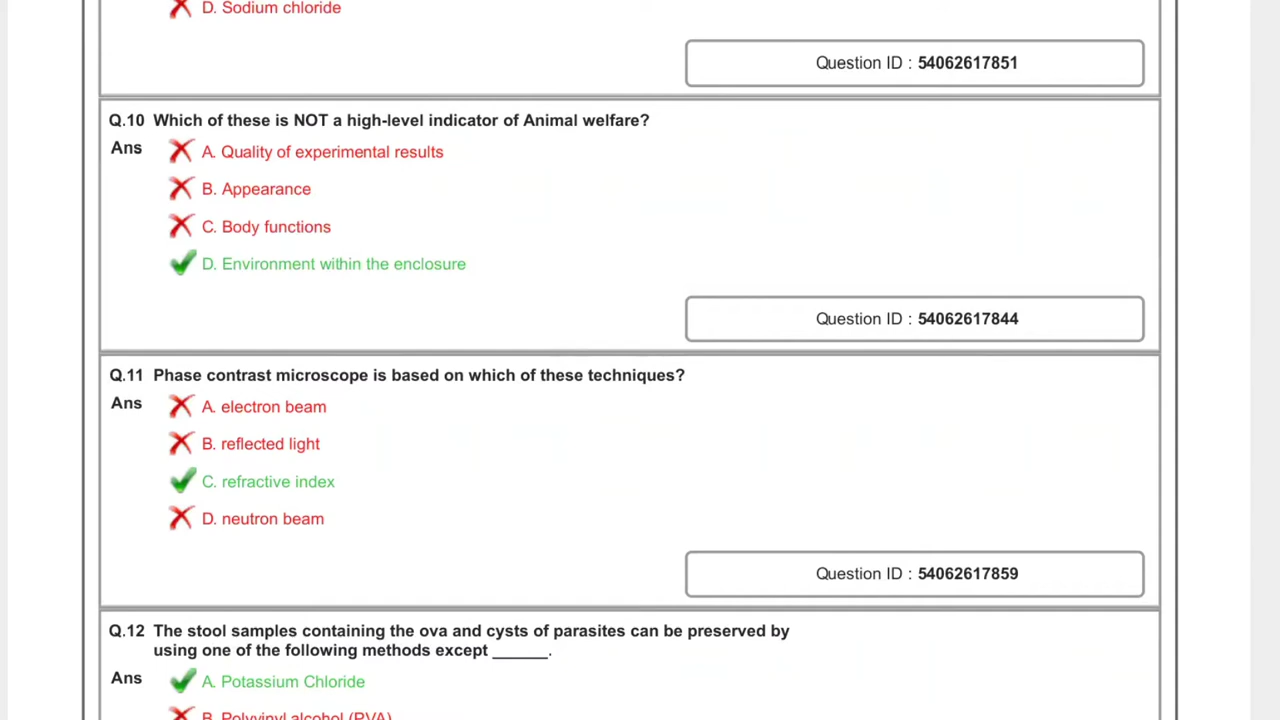 D. Sodium chloride
Question ID : 54062617851
Q.10 Which of these is NOT a high-level indicator of Animal welfare?
Ans
A. Quality of experimental results
B. Appearance
C. Body functions
D. Environment within the enclosure
Question ID : 54062617844
Q.11 Phase contrast microscope is based on which of these techniques?
Ans
A. electron beam
B. reflected light
C. refractive index
D. neutron beam
Question ID : 54062617859
Q.12 The stool samples containing the ova and cysts of parasites can be preserved by
using one of the following methods except ______.
Ans
A. Potassium Chloride
B. Polyvinyl alcohol (PVA)